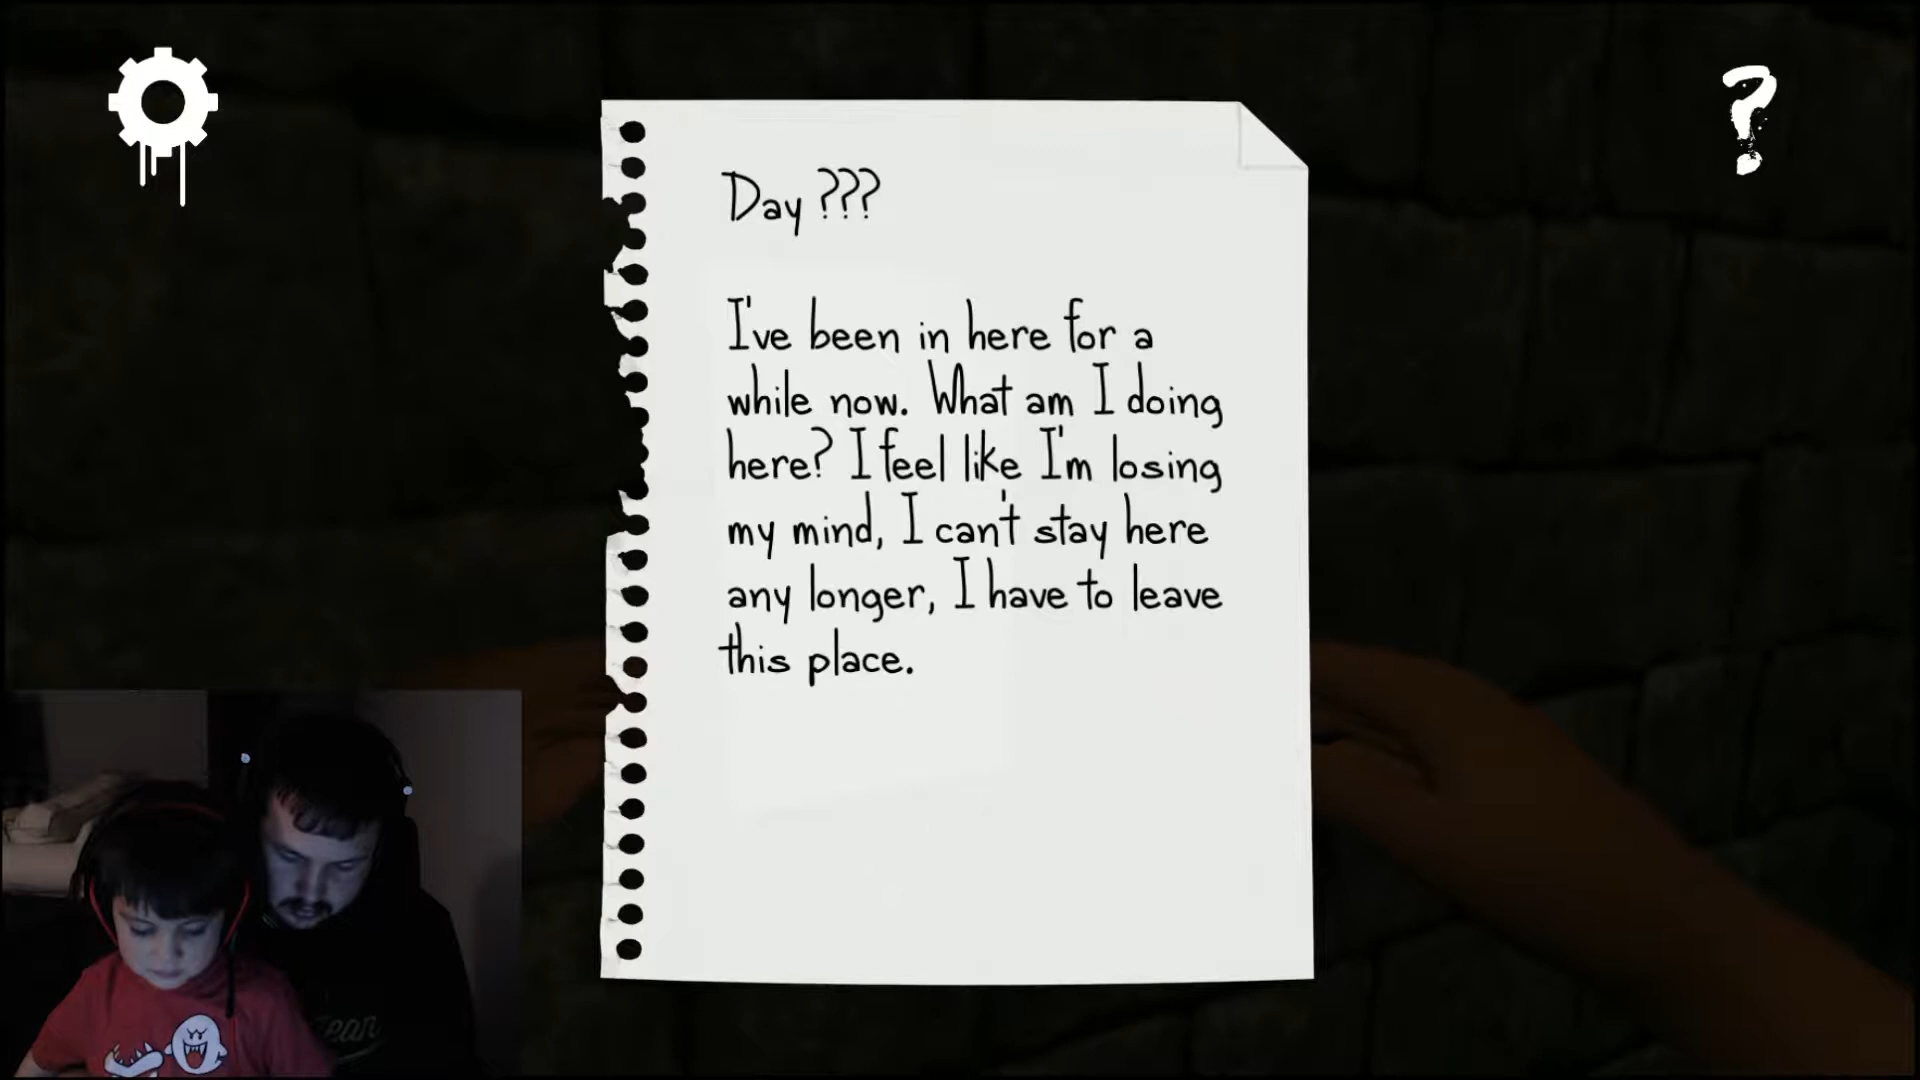 Day ???
I've been in here for a
while now. What am I doing
here? I feel like I'm losing
my mind, I can't stay here
any longer, I have to leave
this place.